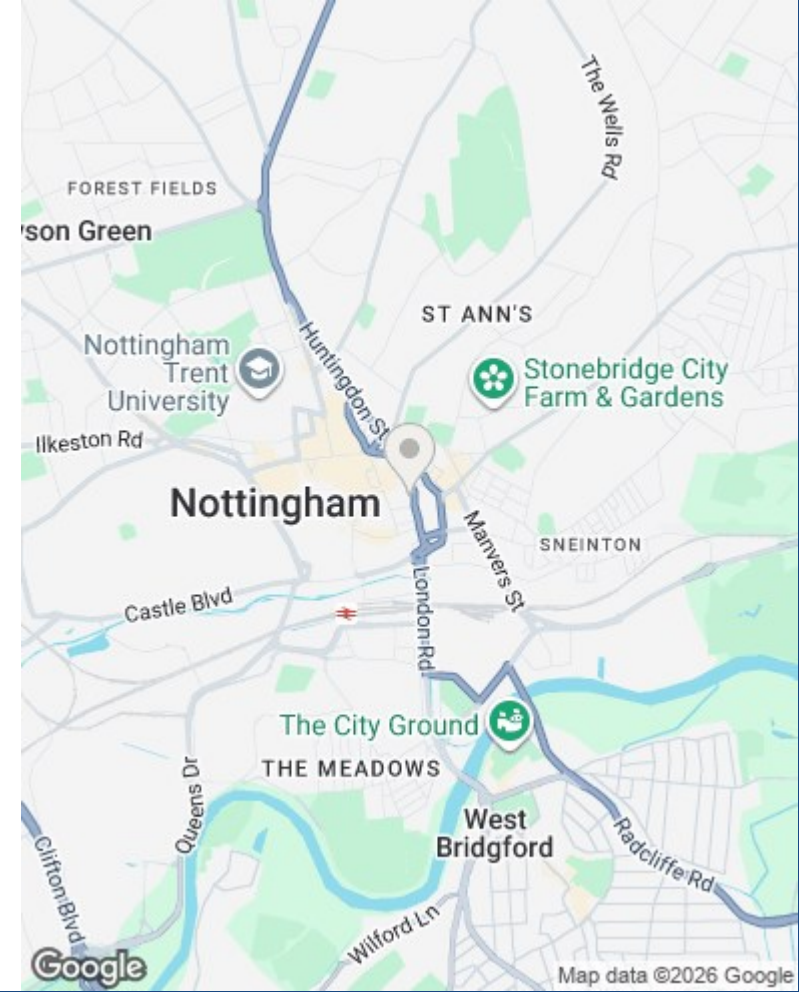 The Wells Rd
FOREST FIELDS
yson Green
ST ANN'S
Huntingdon St
Nottingham
Trent
University
Stonebridge City
Farm & Gardens
Ilkeston Rd
Nottingham
Manvers St
SNEINTON
London Rd
Castle Blvd
The City Ground
THE MEADOWS
Queens Dr
West
Bridgford
Radcliffe Rd
Clifton Blvd
Wilford Ln
Google
Map data ©2026 Google